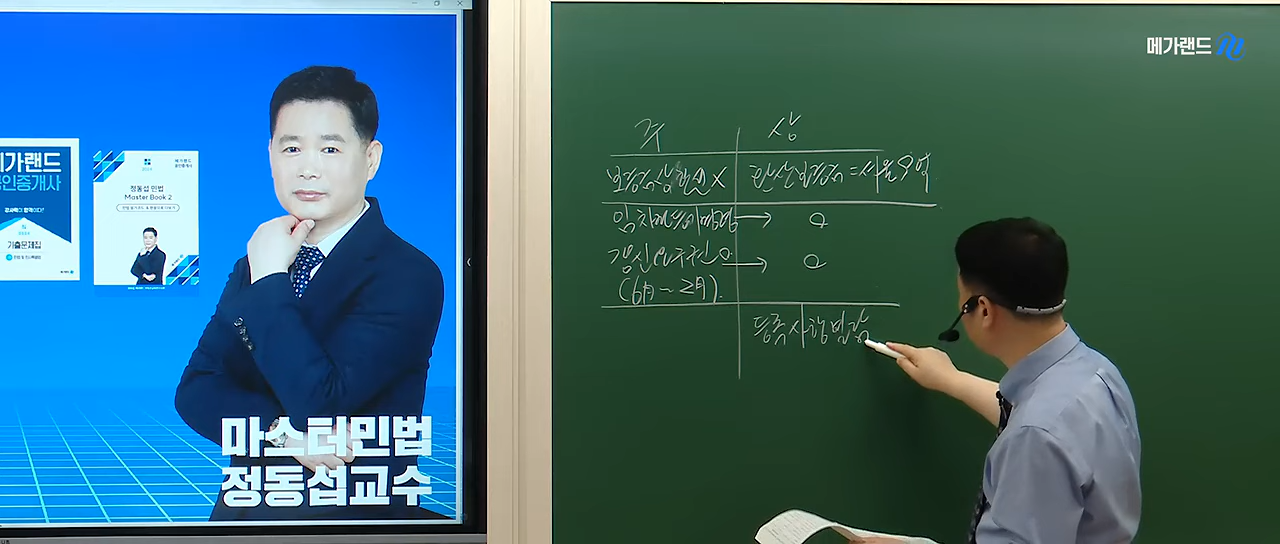 메가랜드
메가랜드
공인중개사
기출문제집
정동섭 민법
Master Book 2
마스터민법
정동섭교수
주 상
보증금상한선 X 환산보증금 = 서울 9억
임차권등기명령 → O
갱신요구권 O → O
(6月~2月).
등록사항열람